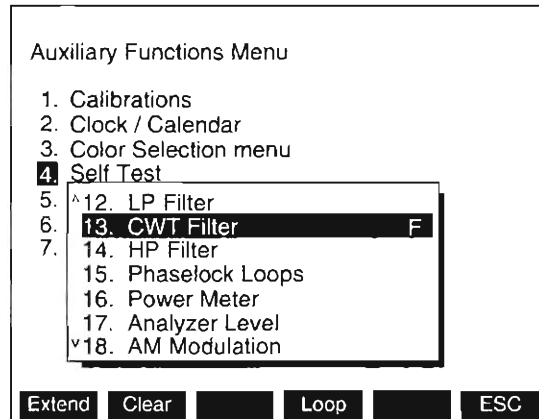 Auxiliary Functions Menu
1. Calibrations
2. Clock / Calendar
3. Color Selection menu
4. Self Test
5.
6.
7.
^12. LP Filter
13. CWT Filter F
14. HP Filter
15. Phaselock Loops
16. Power Meter
17. Analyzer Level
v18. AM Modulation
Extend Clear Loop ESC